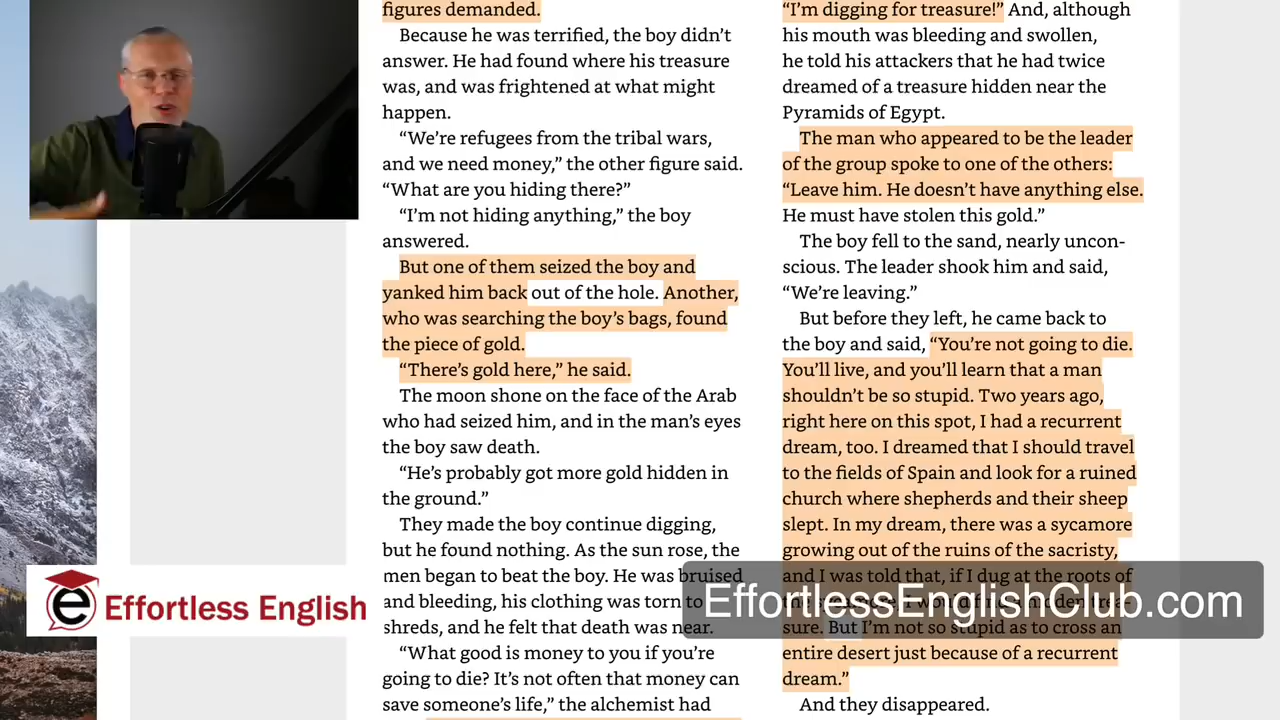 figures demanded.
Because he was terrified, the boy didn’t
answer. He had found where his treasure
was, and was frightened at what might
happen.
“We’re refugees from the tribal wars,
and we need money,” the other figure said.
“What are you hiding there?”
“I’m not hiding anything,” the boy
answered.
But one of them seized the boy and
yanked him back out of the hole. Another,
who was searching the boy’s bags, found
the piece of gold.
“There’s gold here,” he said.
The moon shone on the face of the Arab
who had seized him, and in the man’s eyes
the boy saw death.
“He’s probably got more gold hidden in
the ground.”
They made the boy continue digging,
but he found nothing. As the sun rose, the
men began to beat the boy. He was bruised
and bleeding, his clothing was torn to
shreds, and he felt that death was near.
“What good is money to you if you’re
going to die? It’s not often that money can
save someone’s life,” the alchemist had
“I’m digging for treasure!” And, although
his mouth was bleeding and swollen,
he told his attackers that he had twice
dreamed of a treasure hidden near the
Pyramids of Egypt.
The man who appeared to be the leader
of the group spoke to one of the others:
“Leave him. He doesn’t have anything else.
He must have stolen this gold.”
The boy fell to the sand, nearly uncon-
scious. The leader shook him and said,
“We’re leaving.”
But before they left, he came back to
the boy and said, “You’re not going to die.
You’ll live, and you’ll learn that a man
shouldn’t be so stupid. Two years ago,
right here on this spot, I had a recurrent
dream, too. I dreamed that I should travel
to the fields of Spain and look for a ruined
church where shepherds and their sheep
slept. In my dream, there was a sycamore
growing out of the ruins of the sacristy,
and I was told that, if I dug at the roots of
sure. But I’m not so stupid as to cross an
entire desert just because of a recurrent
dream.”
And they disappeared.
e Effortless English
EffortlessEnglishClub.com